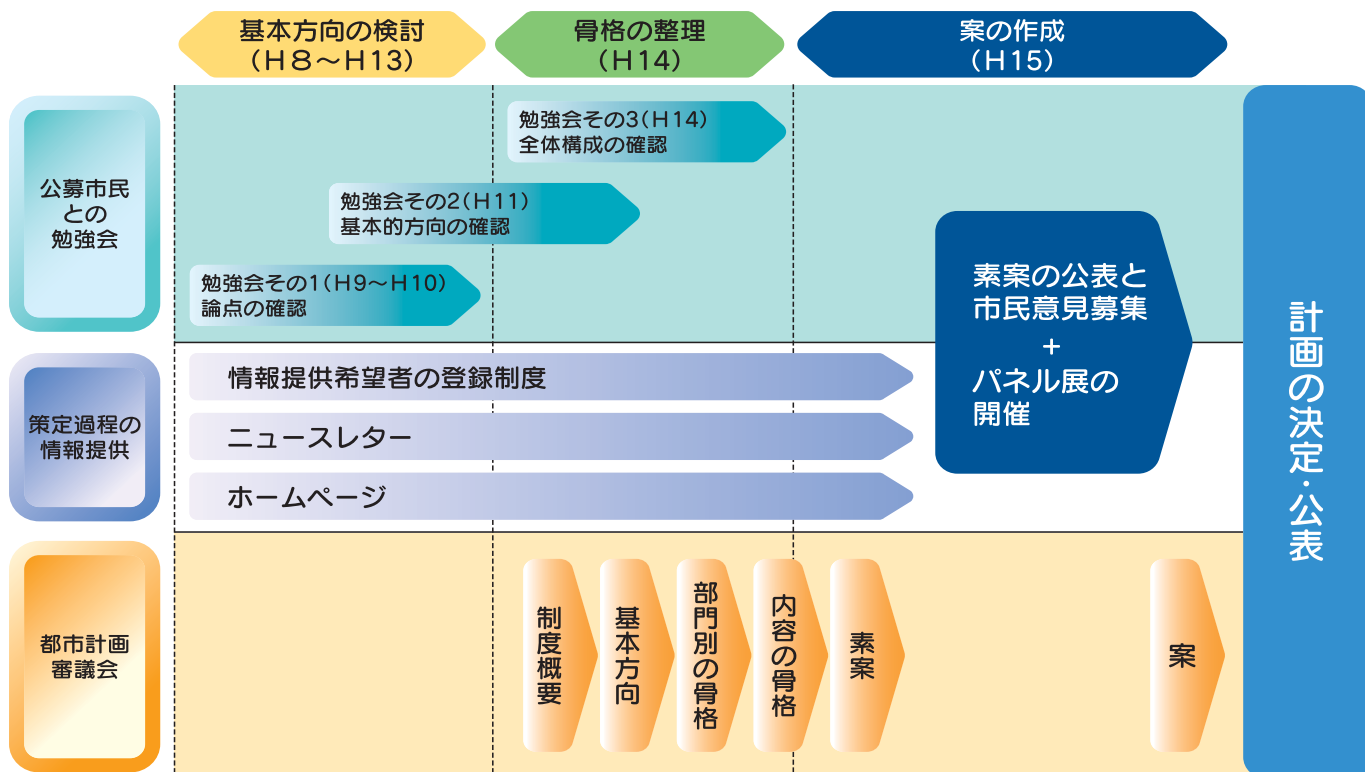 基本方向の検討
(H8〜H13)
骨格の整理
(H14)
案の作成
(H15)
公募市民
との
勉強会
勉強会その3(H14)
全体構成の確認
勉強会その2(H11)
基本的方向の確認
勉強会その1(H9〜H10)
論点の確認
素案の公表と
市民意見募集
+
パネル展の
開催
計画の決定・公表
策定過程の
情報提供
情報提供希望者の登録制度
ニュースレター
ホームページ
都市計画
審議会
制度概要
基本方向
部門別の骨格
内容の骨格
素案
案